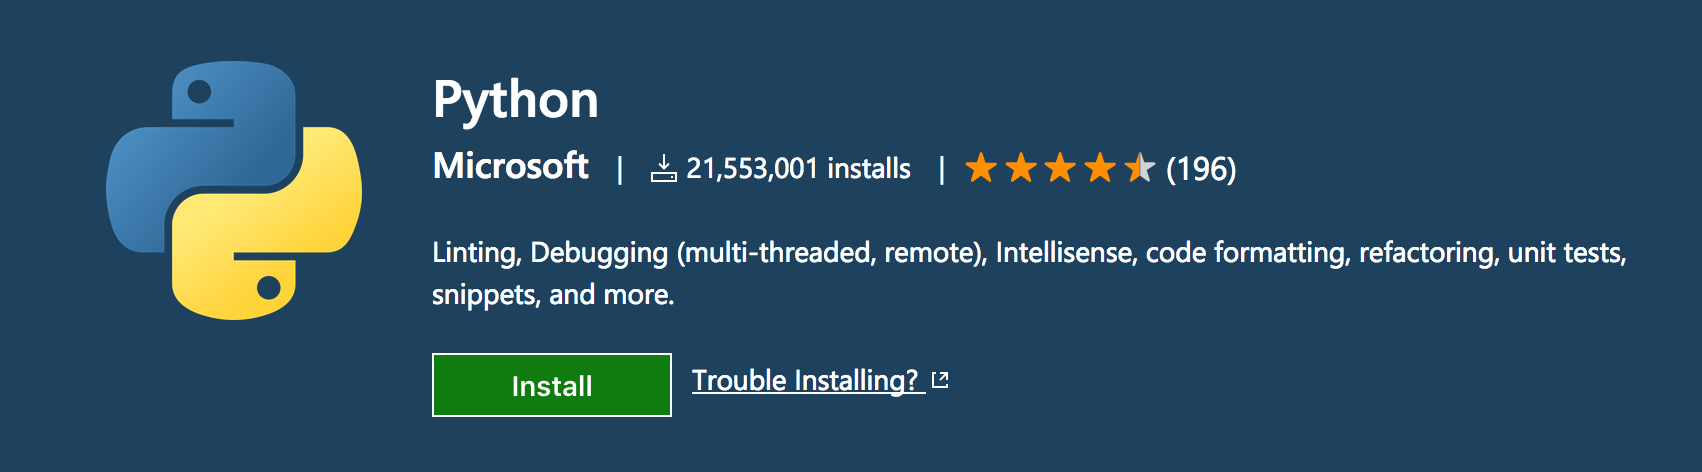 Python
Microsoft | 21,553,001 installs | (196)
Linting, Debugging (multi-threaded, remote), Intellisense, code formatting, refactoring, unit tests,
snippets, and more.
Install Trouble Installing?